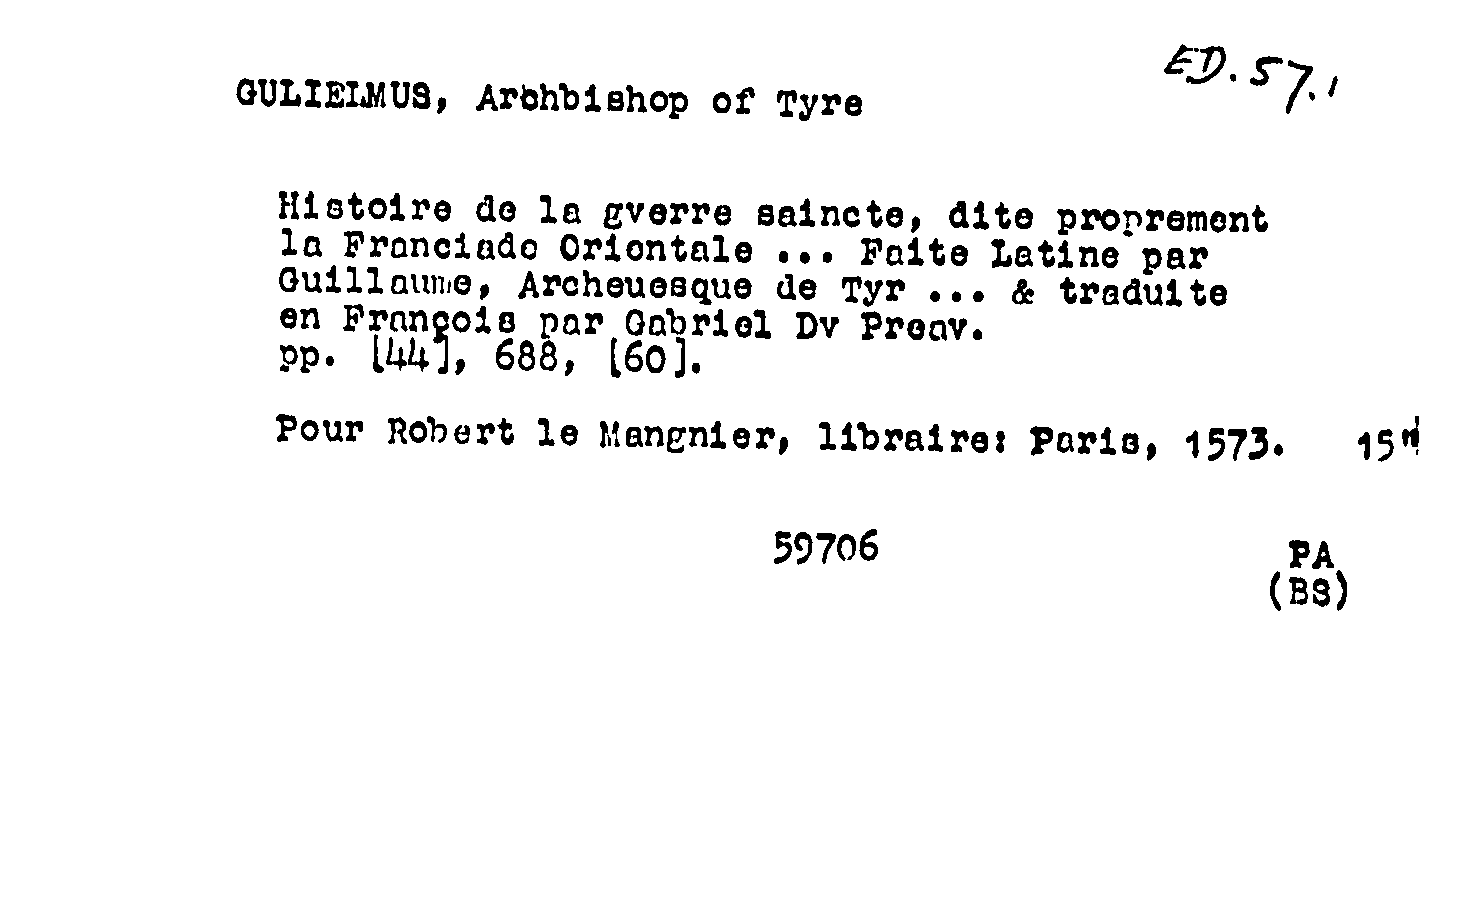 ED. 57.1
GULIELMUS, Archbishop of Tyre
Histoire de la gverre saincte, dite proprement
la Franciade Orientale ... Faite Latine par
Guillaume, Archeuesque de Tyr ... & traduite
en François par Gabriel Dv Preav.
pp. [44], 688, [60].
Pour Robert le Mangnier, libraire: Paris, 1573.
59706
PA
(BS)